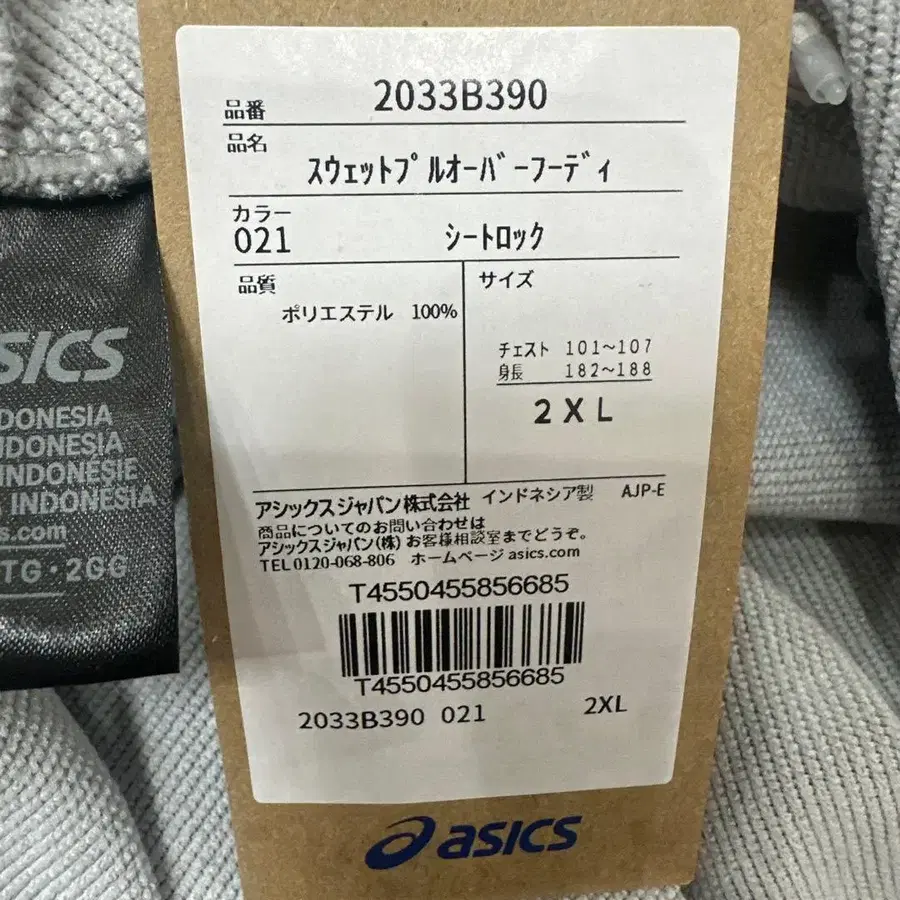 品番 2033B390
品名
ｽｳｪｯﾄﾌﾟﾙｵｰﾊﾞｰﾌｰﾃﾞｨ
カラー
021 ｼｰﾄﾛｯｸ
品質
ポリエステル 100%
サイズ
チェスト 101～107
身長 182～188
2XL
アシックスジャパン株式会社 インドネシア製 AJP-E
商品についてのお問い合わせは
アシックスジャパン(株) お客様相談室までどうぞ。
TEL 0120-068-806 ホームページ asics.com
T4550455856685
T4550455856685
2033B390 021 2XL
asics
SICS
DONESIA
NDONESIA
INDONESIE
INDONESIA
s.com
TG・2GG